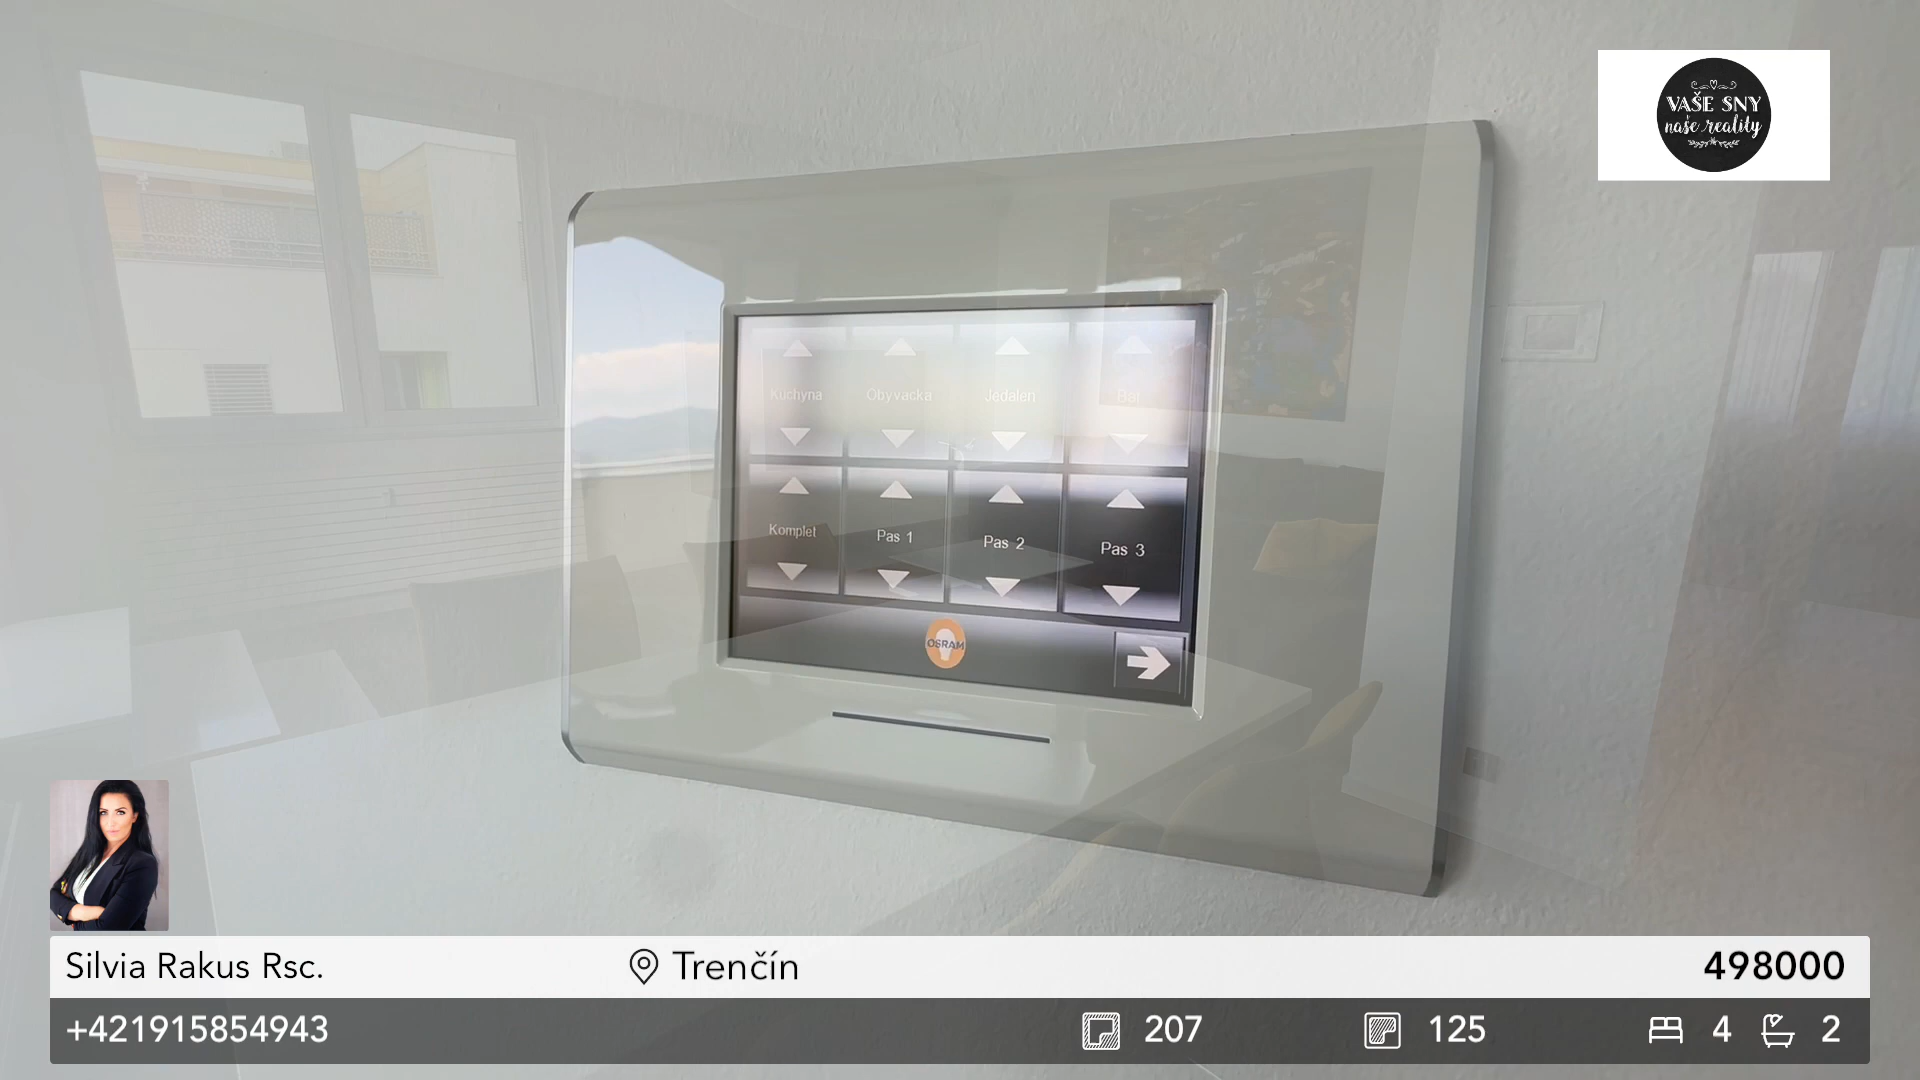 VAŠE SNY
naše reality
Kuchyna Obyvacka Jedalen
Komplet Pas 1 Pas 2 Pas 3
OSRAM
Silvia Rakus Rsc. Trenčín 498000
+421915854943 207 125 4 2